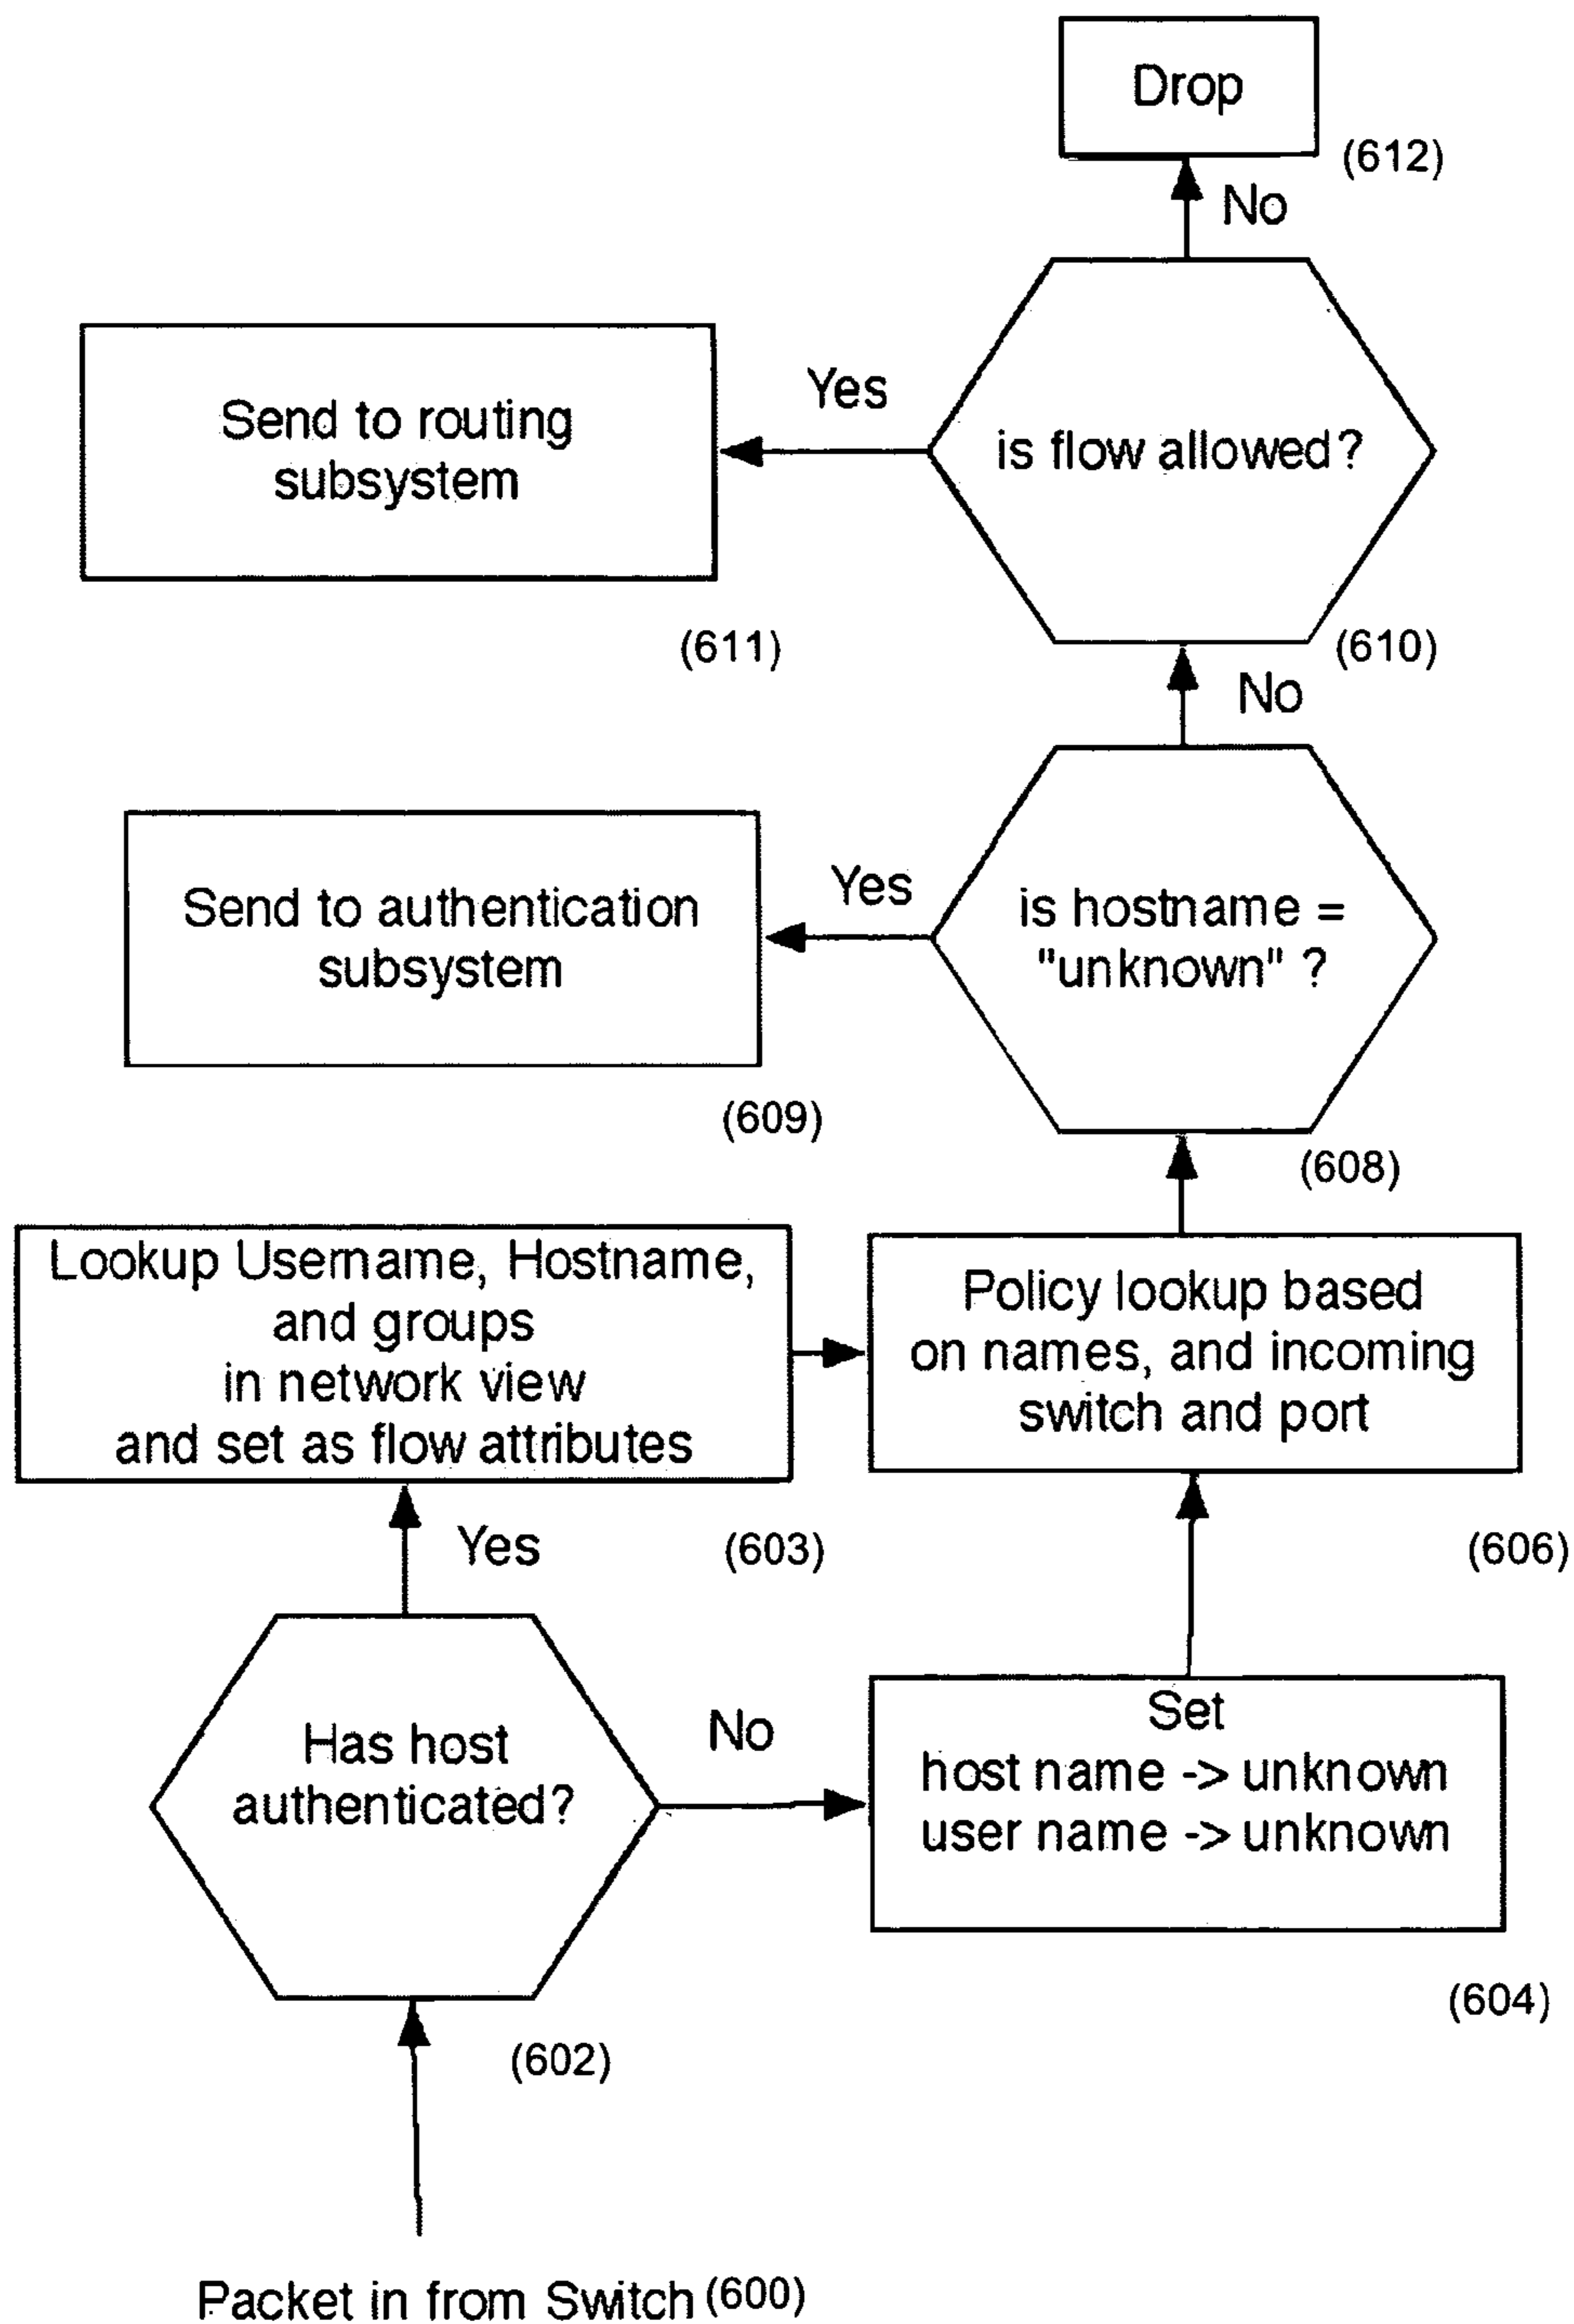 Drop
(612)
No
is flow allowed?
Yes
Send to routing
subsystem
(611)
(610)
No
is hostname =
"unknown" ?
Yes
Send to authentication
subsystem
(609)
(608)
Lookup Username, Hostname,
and groups
in network view
and set as flow attributes
Policy lookup based
on names, and incoming
switch and port
Yes
(603)
(606)
Has host
authenticated?
No
Set
host name -> unknown
user name -> unknown
(604)
(602)
Packet in from Switch (600)